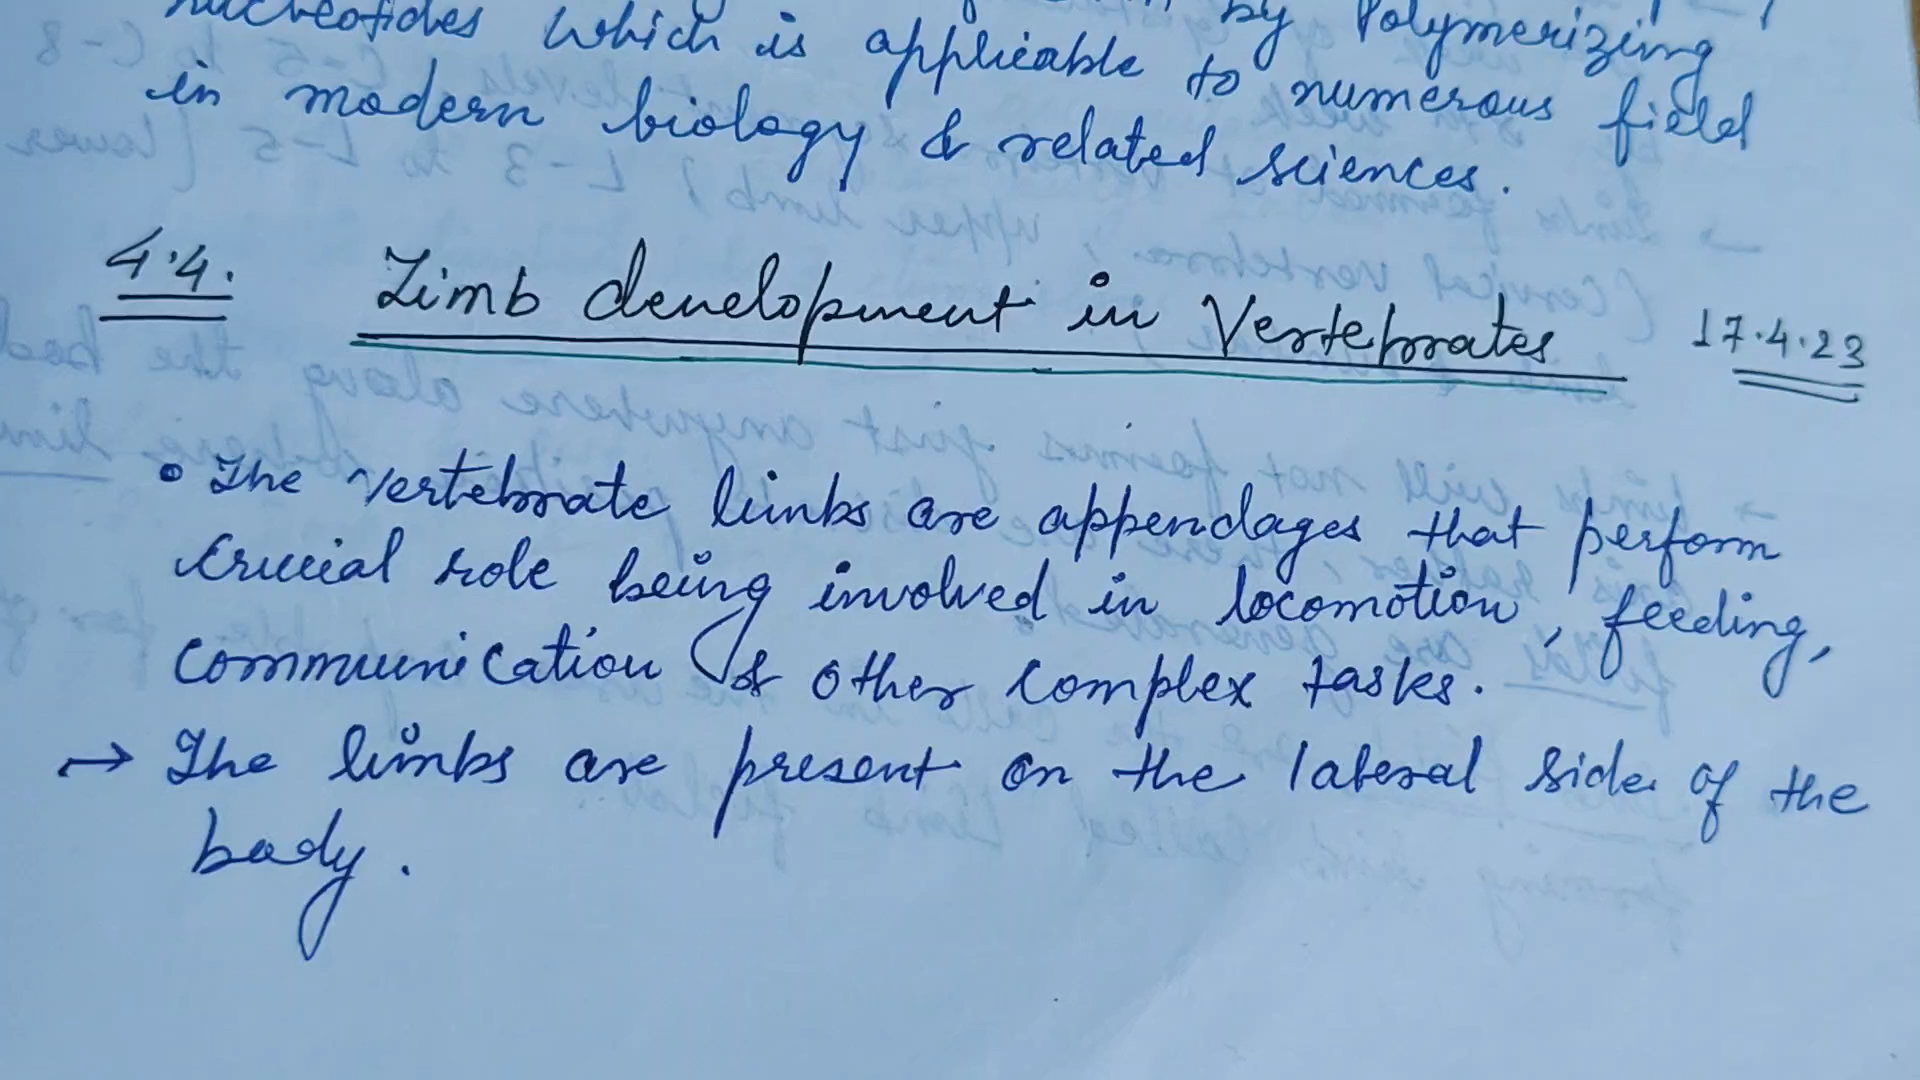 nucleotides by Polymerizing
which is applicable to numerous field
in modern biology & related sciences.
4.4. Limb development in Vertebrates 17.4.23
• The vertebrate limbs are appendages that perform
crucial role being involved in locomotion, feeding,
communication & other complex tasks.
→ The limbs are present on the lateral side of the
body.